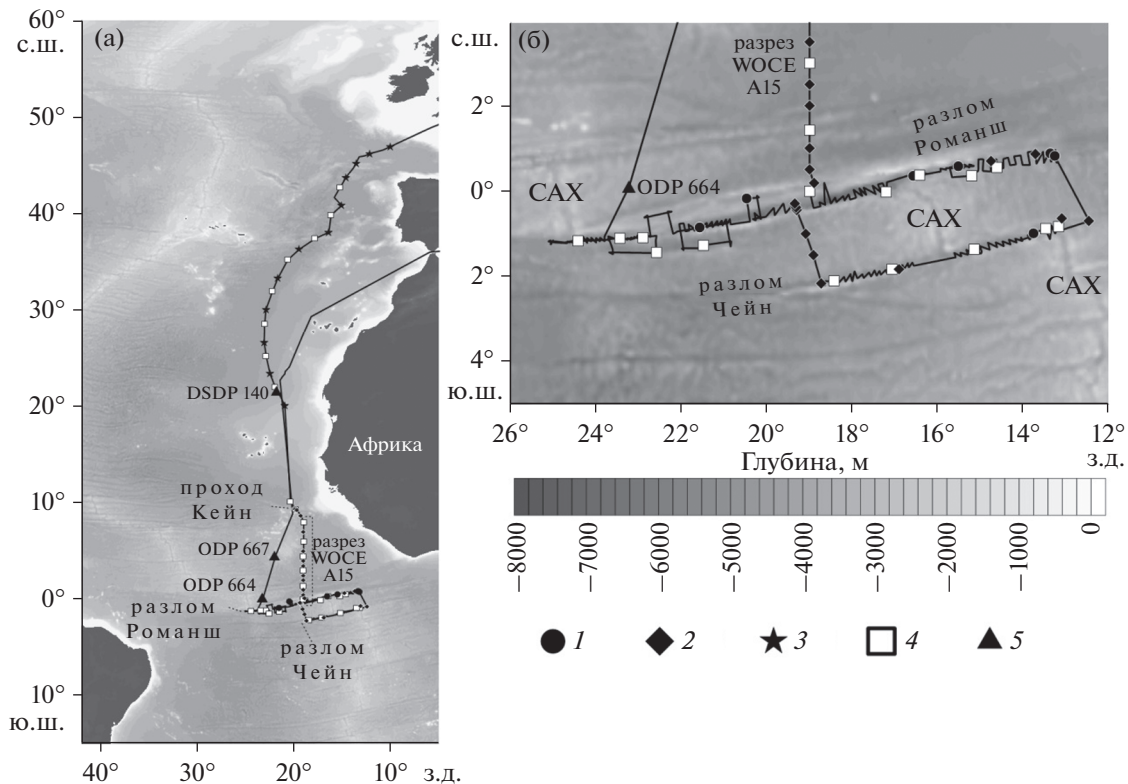 60°
с.ш.
(а)
50°
40°
30°
DSDP 140
20°
Африка
проход
Кейн
10°
ODP 667
разрез
WOCE
A15
ODP 664
0°
разлом
Романш
разлом
Чейн
10°
ю.ш.
40°
30°
20°
10°
з.д.
с.ш.
(б)
разрез
WOCE
A15
2°
разлом
Романш
0°
САХ
ODP 664
САХ
2°
разлом
Чейн
САХ
4°
ю.ш.
26°
24°
22°
20°
18°
16°
14°
12°
Глубина, м
з.д.
−8000
−7000
−6000
−5000
−4000
−3000
−2000
−1000
0
1
2
3
4
5